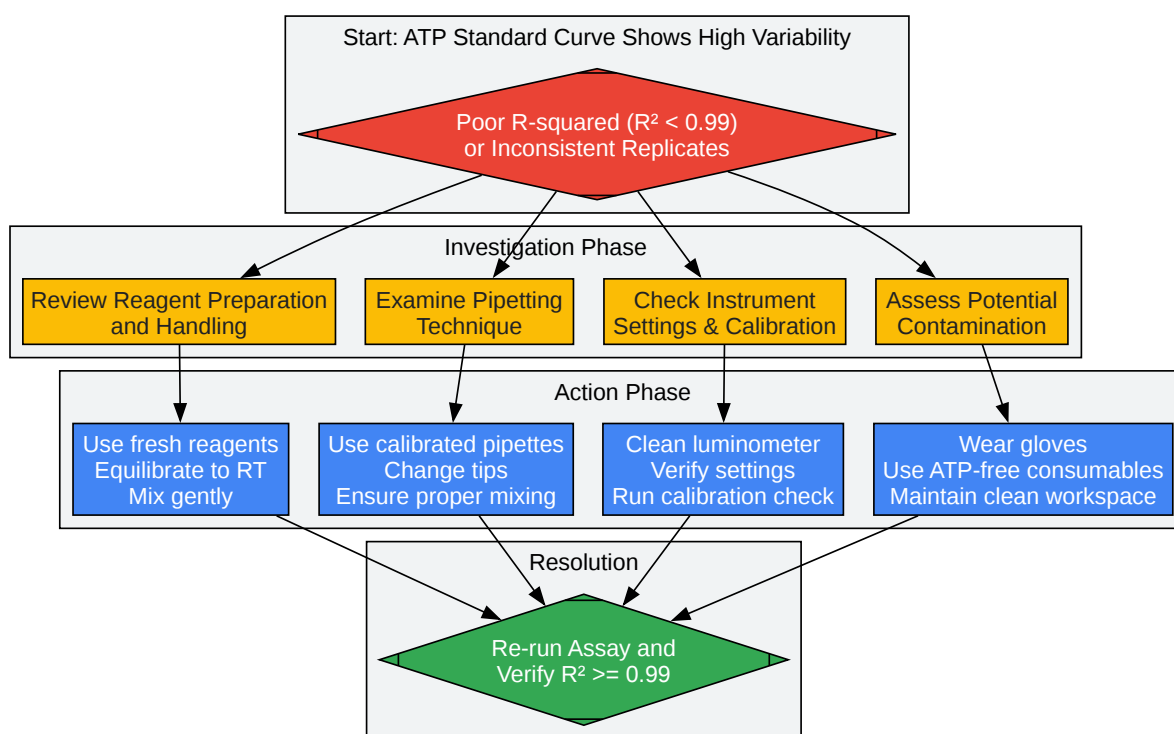 Start: ATP Standard Curve Shows High Variability
Poor R-squared (R² < 0.99)
or Inconsistent Replicates
Investigation Phase
Review Reagent Preparation
and Handling
Examine Pipetting
Technique
Check Instrument
Settings & Calibration
Assess Potential
Contamination
Action Phase
Use fresh reagents
Equilibrate to RT
Mix gently
Use calibrated pipettes
Change tips
Ensure proper mixing
Clean luminometer
Verify settings
Run calibration check
Wear gloves
Use ATP-free consumables
Maintain clean workspace
Resolution
Re-run Assay and
Verify R² >= 0.99